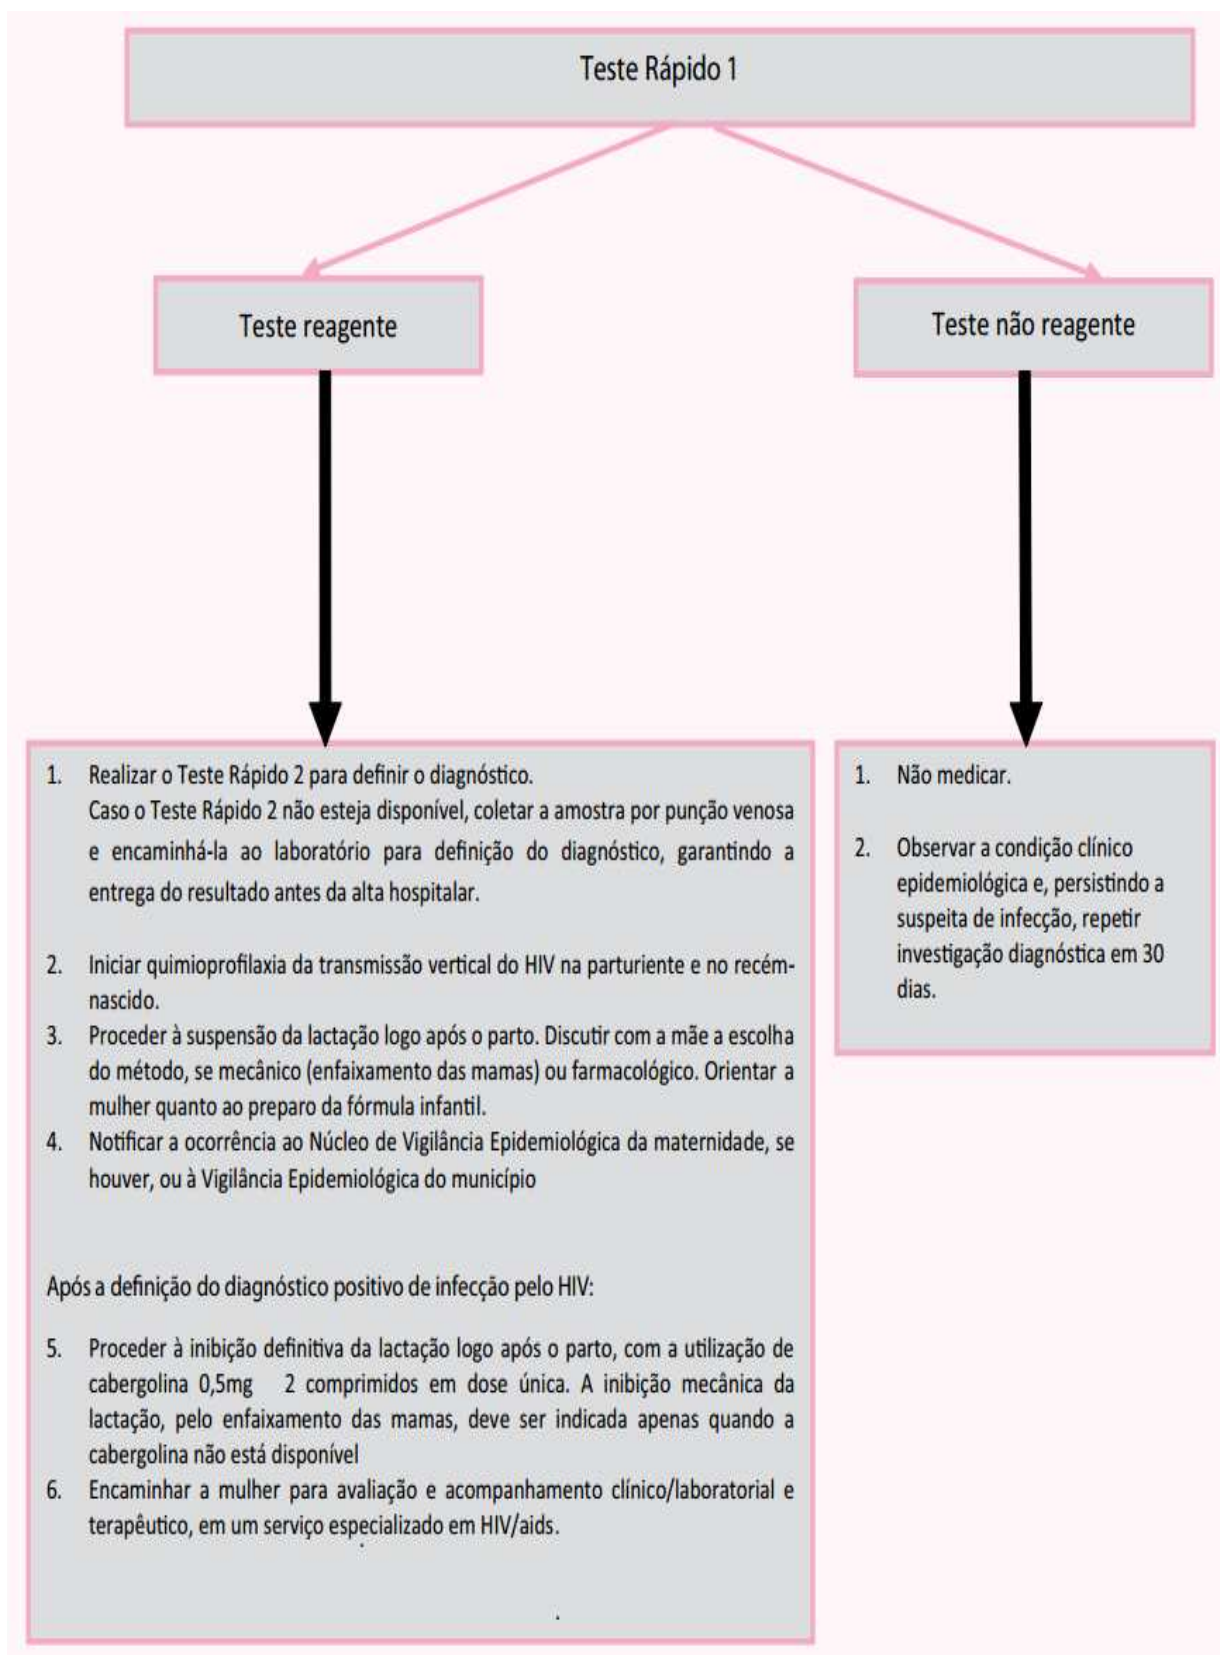 Teste Rápido 1
Teste reagente
Teste não reagente
1. Realizar o Teste Rápido 2 para definir o diagnóstico.
Caso o Teste Rápido 2 não esteja disponível, coletar a amostra por punção venosa
e encaminhá-la ao laboratório para definição do diagnóstico, garantindo a
entrega do resultado antes da alta hospitalar.
2. Iniciar quimioprofilaxia da transmissão vertical do HIV na parturiente e no recém-
nascido.
3. Proceder à suspensão da lactação logo após o parto. Discutir com a mãe a escolha
do método, se mecânico (enfaixamento das mamas) ou farmacológico. Orientar a
mulher quanto ao preparo da fórmula infantil.
4. Notificar a ocorrência ao Núcleo de Vigilância Epidemiológica da maternidade, se
houver, ou à Vigilância Epidemiológica do município
Após a definição do diagnóstico positivo de infecção pelo HIV:
5. Proceder à inibição definitiva da lactação logo após o parto, com a utilização de
cabergolina 0,5mg 2 comprimidos em dose única. A inibição mecânica da
lactação, pelo enfaixamento das mamas, deve ser indicada apenas quando a
cabergolina não está disponível
6. Encaminhar a mulher para avaliação e acompanhamento clínico/laboratorial e
terapêutico, em um serviço especializado em HIV/aids.
1. Não medicar.
2. Observar a condição clínico
epidemiológica e, persistindo a
suspeita de infecção, repetir
investigação diagnóstica em 30
dias.